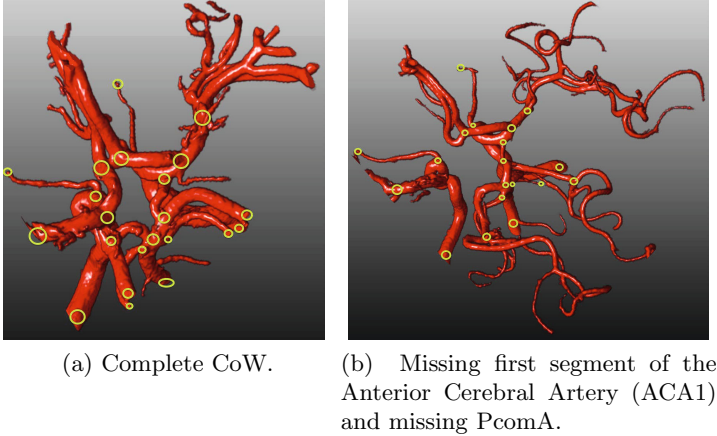 (a) Complete CoW.
(b) Missing first segment of the
Anterior Cerebral Artery (ACA1)
and missing PcomA.